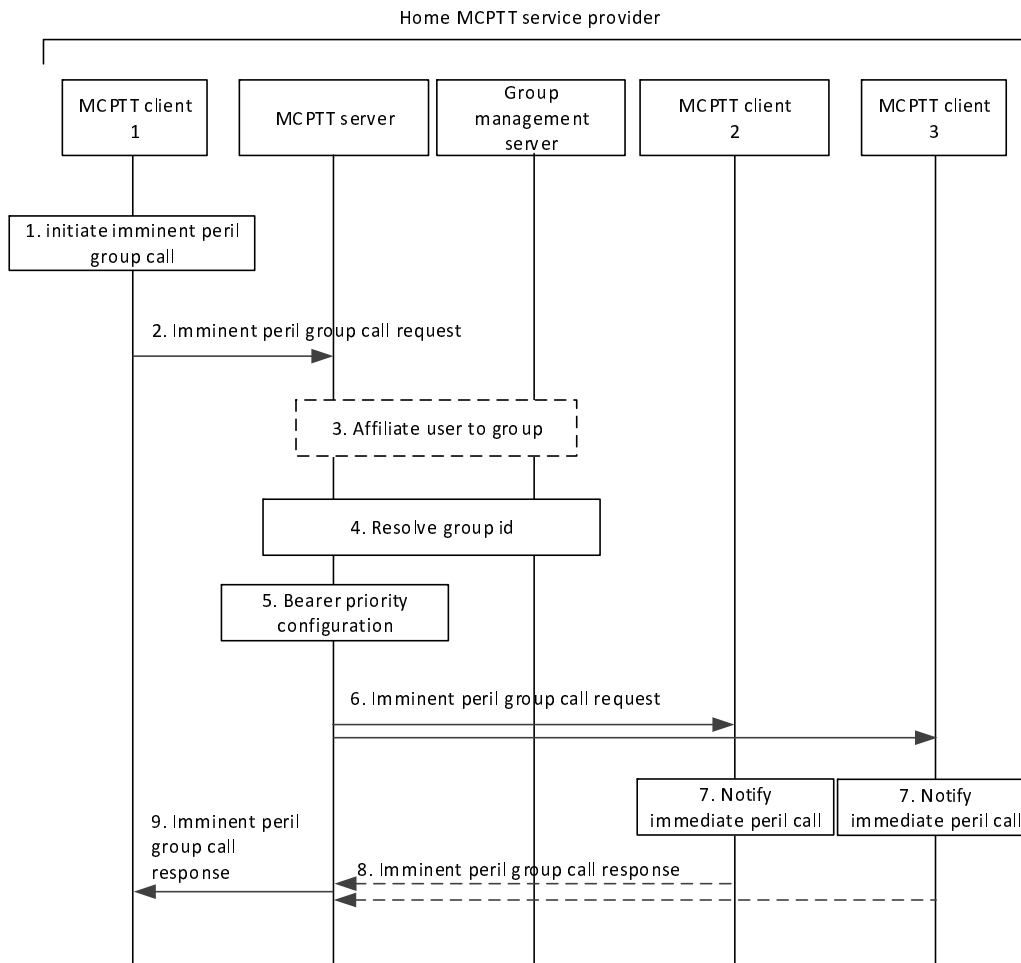 Home MCPTT service provider
MCPTT client
1
MCPTT server
Group
management
server
MCPTT client
2
MCPTT client
3
1. initiate imminent peril
group call
2. Imminent peril group call request
3. Affiliate user to group
4. Resolve group id
5. Bearer priority
configuration
6. Imminent peril group call request
7. Notify
immediate peril call
7. Notify
immediate peril call
9. Imminent peril
group call
response
8. Imminent peril group call response